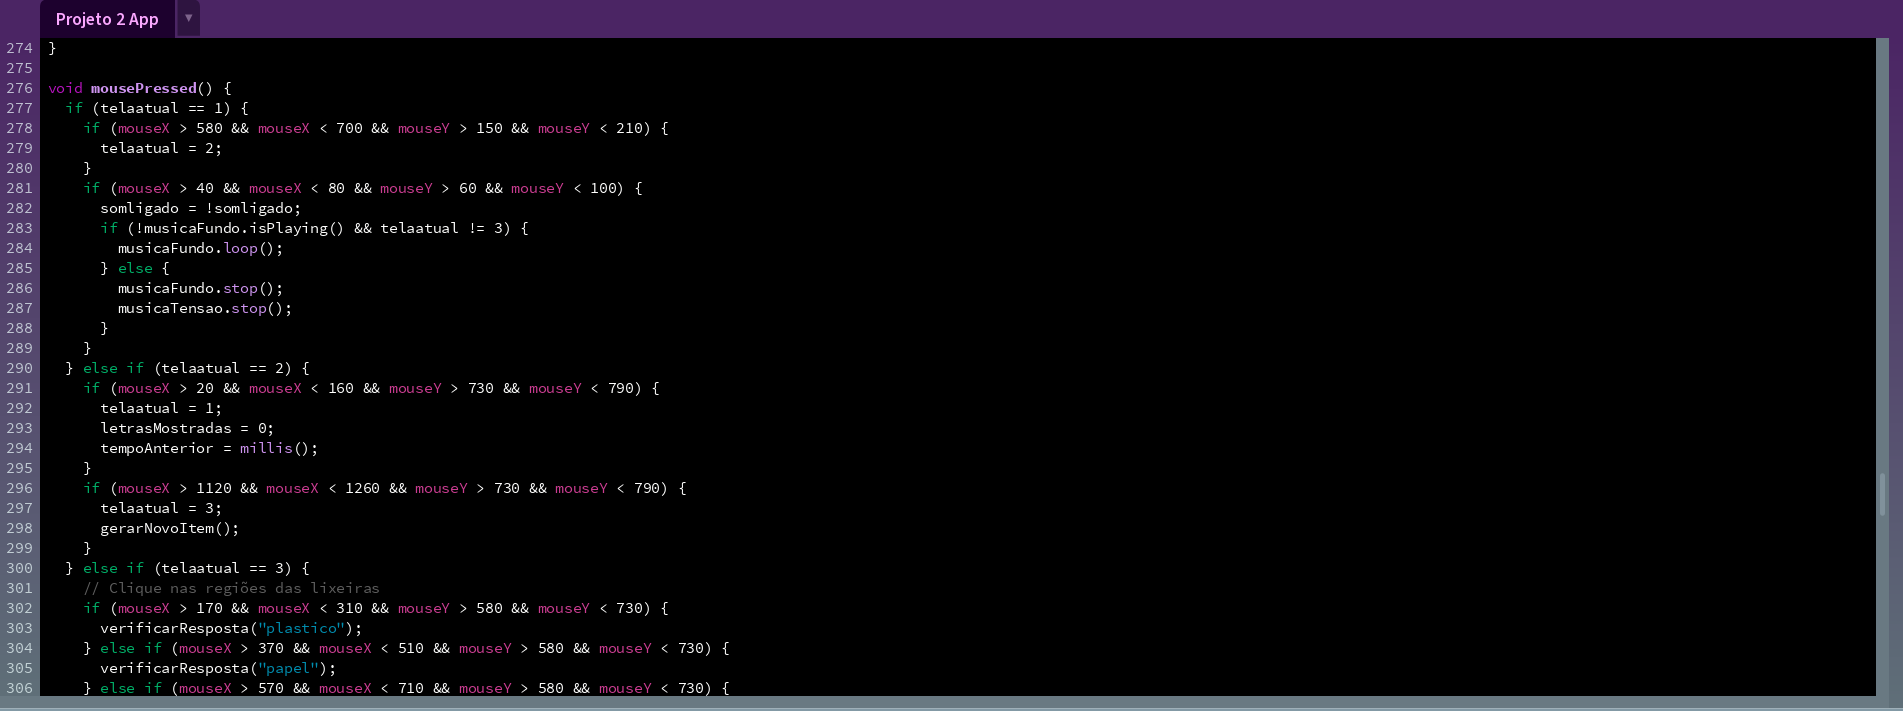 Projeto 2 App ▼
274 }
275
276 void mousePressed() {
277   if (telaatual == 1) {
278     if (mouseX > 580 && mouseX < 700 && mouseY > 150 && mouseY < 210) {
279       telaatual = 2;
280     }
281     if (mouseX > 40 && mouseX < 80 && mouseY > 60 && mouseY < 100) {
282       somligado = !somligado;
283       if (!musicaFundo.isPlaying() && telaatual != 3) {
284         musicaFundo.loop();
285       } else {
286         musicaFundo.stop();
287         musicaTensao.stop();
288       }
289     }
290   } else if (telaatual == 2) {
291     if (mouseX > 20 && mouseX < 160 && mouseY > 730 && mouseY < 790) {
292       telaatual = 1;
293       letrasMostradas = 0;
294       tempoAnterior = millis();
295     }
296     if (mouseX > 1120 && mouseX < 1260 && mouseY > 730 && mouseY < 790) {
297       telaatual = 3;
298       gerarNovoItem();
299     }
300   } else if (telaatual == 3) {
301     // Clique nas regiões das lixeiras
302     if (mouseX > 170 && mouseX < 310 && mouseY > 580 && mouseY < 730) {
303       verificarResposta("plastico");
304     } else if (mouseX > 370 && mouseX < 510 && mouseY > 580 && mouseY < 730) {
305       verificarResposta("papel");
306     } else if (mouseX > 570 && mouseX < 710 && mouseY > 580 && mouseY < 730) {